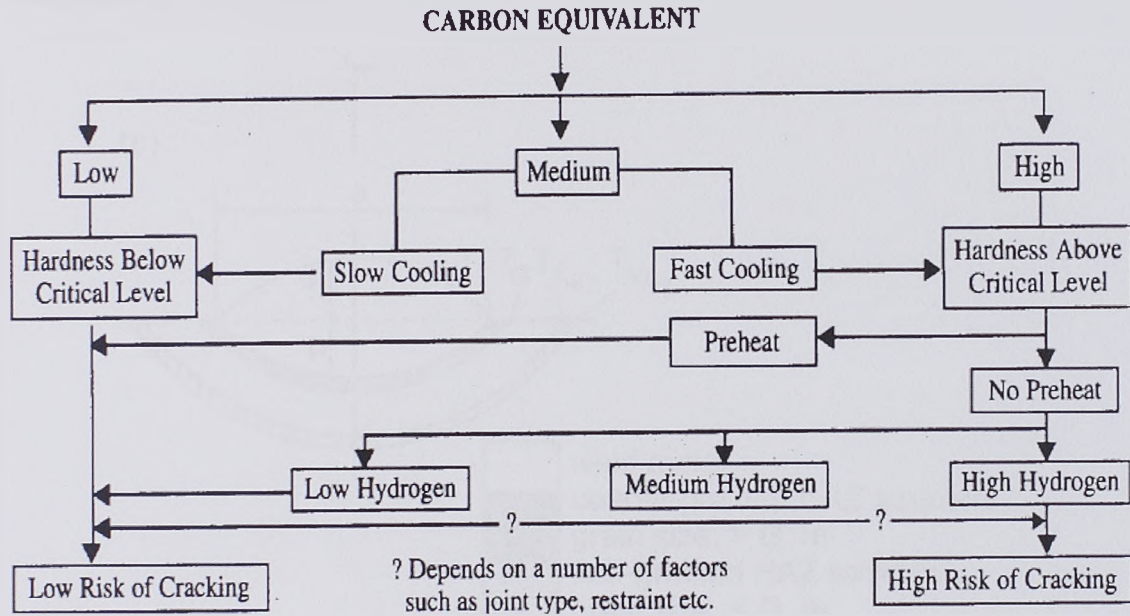 CARBON EQUIVALENT
Low
Medium
High
Hardness Below
Critical Level
Slow Cooling
Fast Cooling
Hardness Above
Critical Level
Preheat
No Preheat
Low Hydrogen
Medium Hydrogen
High Hydrogen
?
?
Low Risk of Cracking
? Depends on a number of factors
such as joint type, restraint etc.
High Risk of Cracking